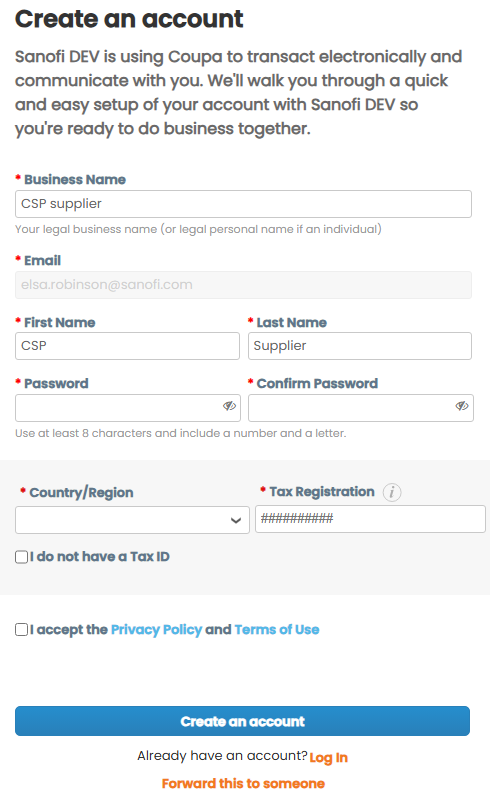 Create an account
Sanofi DEV is using Coupa to transact electronically and
communicate with you. We'll walk you through a quick
and easy setup of your account with Sanofi DEV so
you're ready to do business together.
* Business Name
CSP supplier
Your legal business name (or legal personal name if an individual)
* Email
elsa.robinson@sanofi.com
* First Name * Last Name
CSP Supplier
* Password * Confirm Password
Use at least 8 characters and include a number and a letter.
* Country/Region * Tax Registration i
##########
I do not have a Tax ID
I accept the Privacy Policy and Terms of Use
Create an account
Already have an account? Log In
Forward this to someone